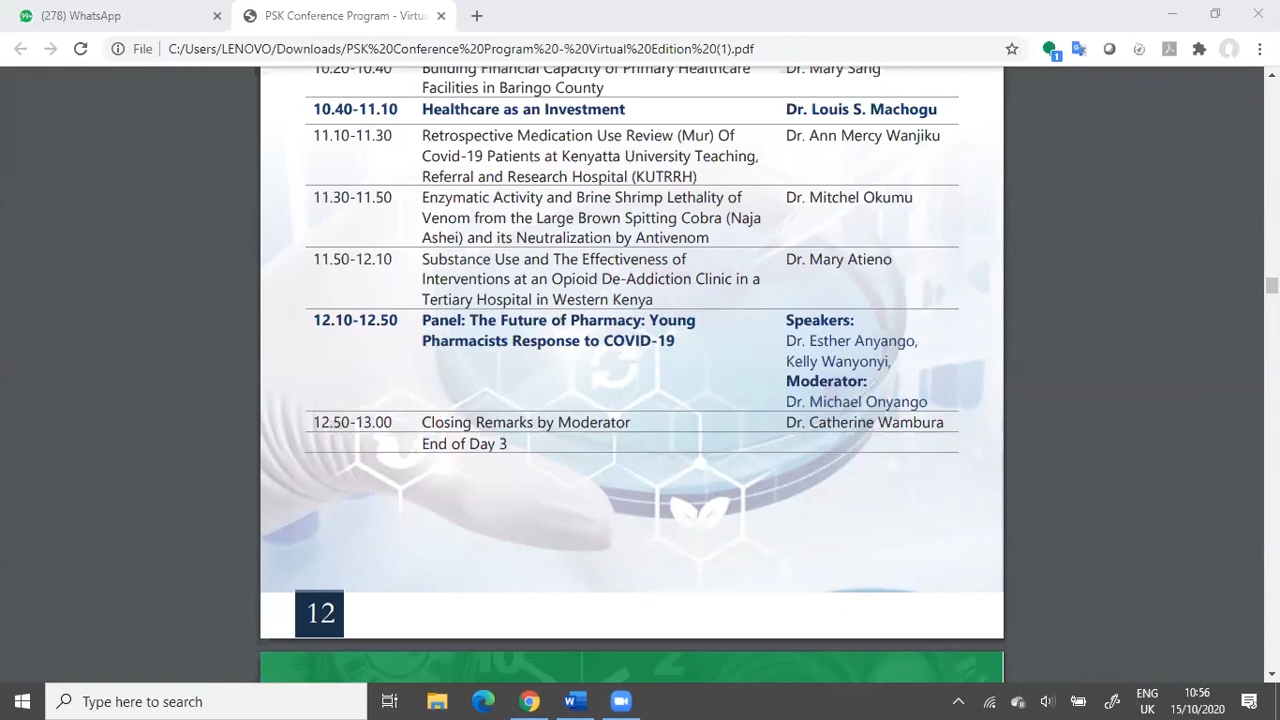 99+ (278) WhatsApp
PSK Conference Program - Virtua
File C:/Users/LENOVO/Downloads/PSK%20Conference%20Program%20-%20Virtual%20Edition%20(1).pdf
1
10.20-10.40 Building Financial Capacity of Primary Healthcare Dr. Mary Sang
Facilities in Baringo County
10.40-11.10 Healthcare as an Investment Dr. Louis S. Machogu
11.10-11.30 Retrospective Medication Use Review (Mur) Of Dr. Ann Mercy Wanjiku
Covid-19 Patients at Kenyatta University Teaching,
Referral and Research Hospital (KUTRRH)
11.30-11.50 Enzymatic Activity and Brine Shrimp Lethality of Dr. Mitchel Okumu
Venom from the Large Brown Spitting Cobra (Naja
Ashei) and its Neutralization by Antivenom
11.50-12.10 Substance Use and The Effectiveness of Dr. Mary Atieno
Interventions at an Opioid De-Addiction Clinic in a
Tertiary Hospital in Western Kenya
12.10-12.50 Panel: The Future of Pharmacy: Young Speakers:
Pharmacists Response to COVID-19 Dr. Esther Anyango,
Kelly Wanyonyi,
Moderator:
Dr. Michael Onyango
12.50-13.00 Closing Remarks by Moderator Dr. Catherine Wambura
End of Day 3
12
Type here to search
ENG 10:56
UK 15/10/2020